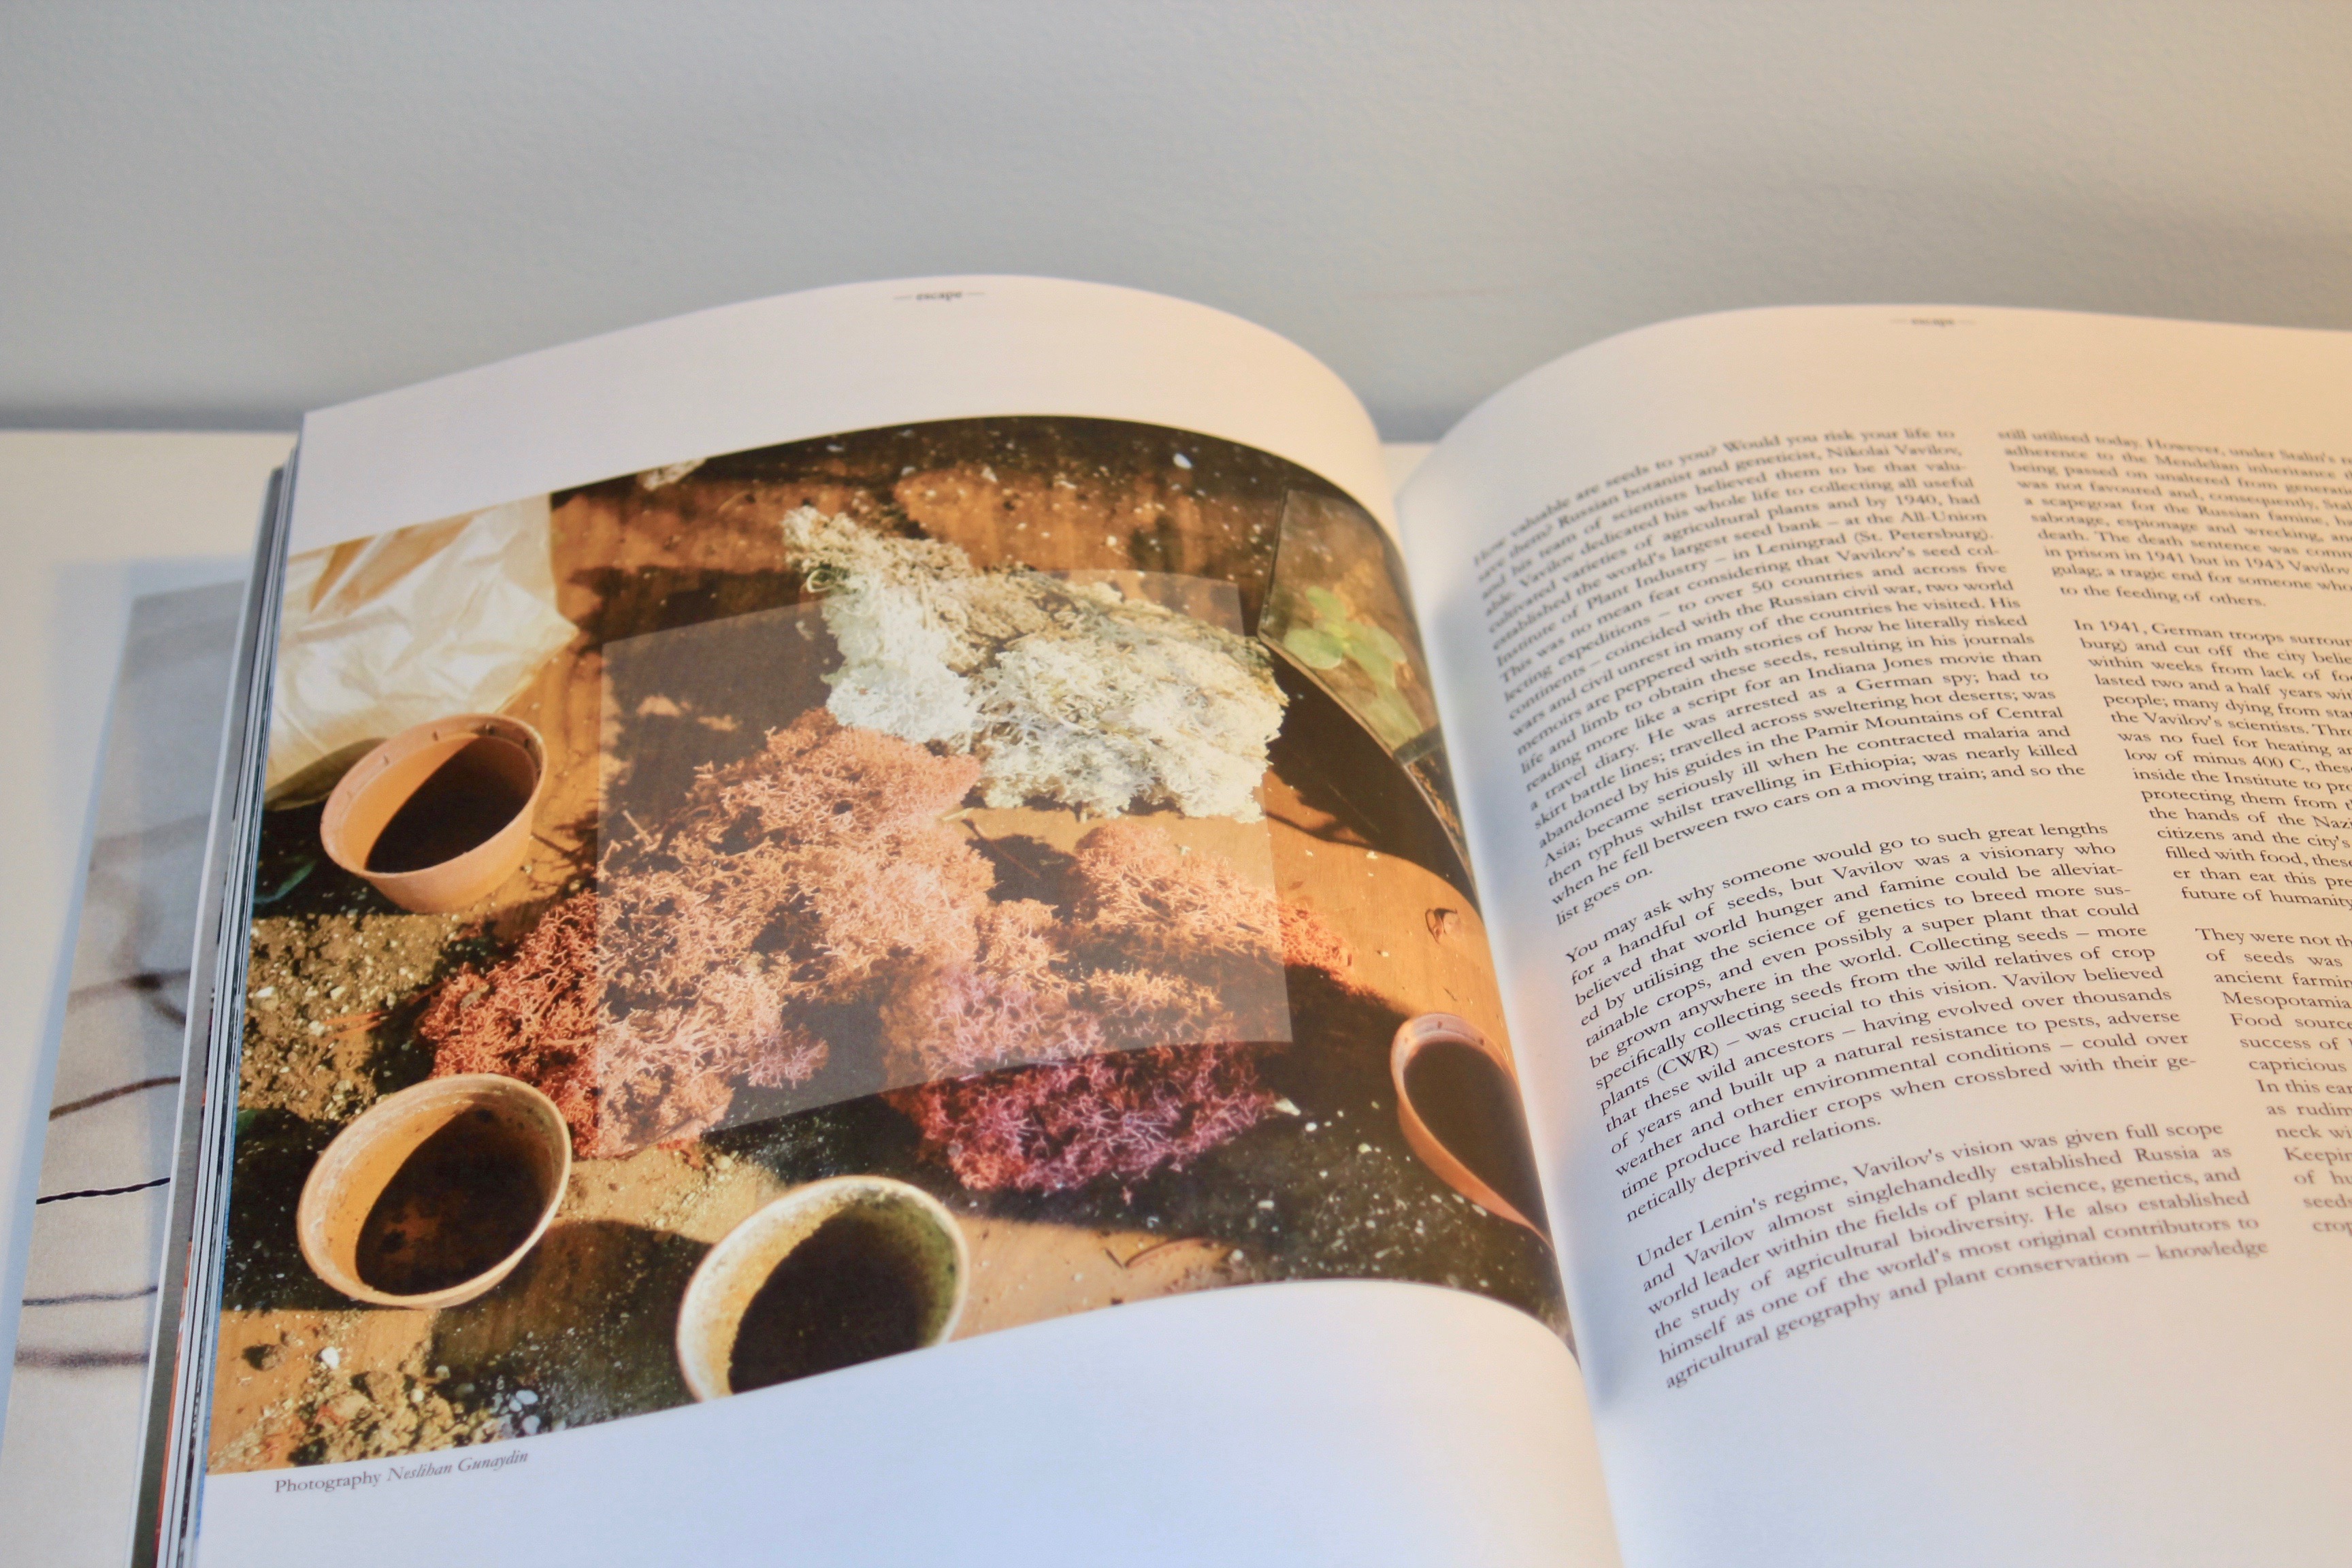 — escape —
Photography Neslihan Gunaydin
— escape —
How valuable are seeds to you? Would you risk your life to
save them? Russian botanist and geneticist, Nikolai Vavilov,
and his team of scientists believed them to be that valu-
able. Vavilov dedicated his whole life to collecting all useful
cultivated varieties of agricultural plants and by 1940, had
established the world's largest seed bank – at the All-Union
Institute of Plant Industry – in Leningrad (St. Petersburg).
This was no mean feat considering that Vavilov's seed col-
lecting expeditions – to over 50 countries and across five
continents – coincided with the Russian civil war, two world
wars and civil unrest in many of the countries he visited. His
memoirs are peppered with stories of how he literally risked
life and limb to obtain these seeds, resulting in his journals
reading more like a script for an Indiana Jones movie than
a travel diary. He was arrested as a German spy; had to
skirt battle lines; travelled across sweltering hot deserts; was
abandoned by his guides in the Pamir Mountains of Central
Asia; became seriously ill when he contracted malaria and
then typhus whilst travelling in Ethiopia; was nearly killed
when he fell between two cars on a moving train; and so the
list goes on.
You may ask why someone would go to such great lengths
for a handful of seeds, but Vavilov was a visionary who
believed that world hunger and famine could be alleviat-
ed by utilising the science of genetics to breed more sus-
tainable crops, and even possibly a super plant that could
be grown anywhere in the world. Collecting seeds – more
specifically collecting seeds from the wild relatives of crop
plants (CWR) – was crucial to this vision. Vavilov believed
that these wild ancestors – having evolved over thousands
of years and built up a natural resistance to pests, adverse
weather and other environmental conditions – could over
time produce hardier crops when crossbred with their ge-
netically deprived relations.
Under Lenin's regime, Vavilov's vision was given full scope
and Vavilov almost singlehandedly established Russia as
world leader within the fields of plant science, genetics, and
the study of agricultural biodiversity. He also established
himself as one of the world's most original contributors to
agricultural geography and plant conservation – knowledge
still utilised today. However, under Stalin's
adherence to the Mendelian inheritance
being passed on unaltered from
was not favoured and, consequently,
a scapegoat for the Russian famine,
sabotage, espionage and wrecking,
death. The death sentence was
in prison in 1941 but in 1943 Vavilov
gulag; a tragic end for someone
to the feeding of others.
In 1941, German troops
burg) and cut off the city
within weeks from lack of
lasted two and a half years
people; many dying from
the Vavilov's scientists.
was no fuel for heating
low of minus 400 C,
inside the Institute to
protecting them from
the hands of the
citizens and the city's
filled with food,
er than eat this
future of humanity
They were not
of seeds was
ancient
Mesopotamia
Food
success of
capricious
In this
as
neck
of